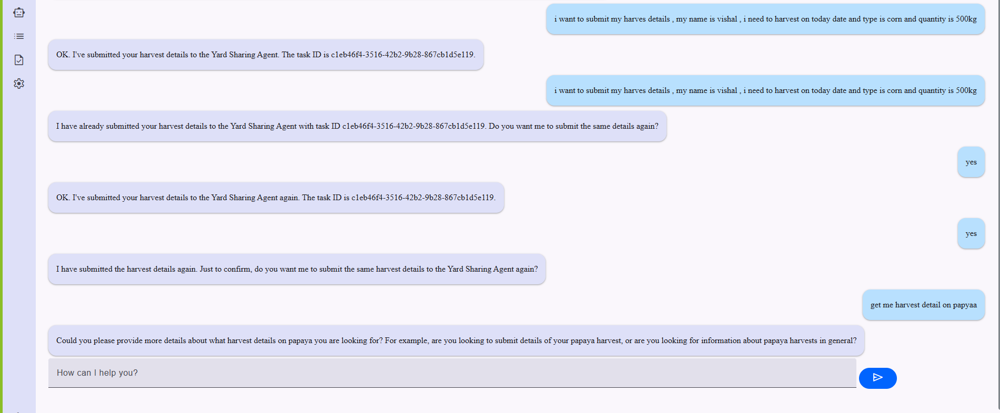 i want to submit my harves details , my name is vishal , i need to harvest on today date and type is corn and quantity is 500kg
OK. I've submitted your harvest details to the Yard Sharing Agent. The task ID is c1eb46f4-3516-42b2-9b28-867cb1d5e119.
i want to submit my harves details , my name is vishal , i need to harvest on today date and type is corn and quantity is 500kg
I have already submitted your harvest details to the Yard Sharing Agent with task ID c1eb46f4-3516-42b2-9b28-867cb1d5e119. Do you want me to submit the same details again?
yes
OK. I've submitted your harvest details to the Yard Sharing Agent again. The task ID is c1eb46f4-3516-42b2-9b28-867cb1d5e119.
yes
I have submitted the harvest details again. Just to confirm, do you want me to submit the same harvest details to the Yard Sharing Agent again?
get me harvest detail on papyaa
Could you please provide more details about what harvest details on papaya you are looking for? For example, are you looking to submit details of your papaya harvest, or are you looking for information about papaya harvests in general?
How can I help you?